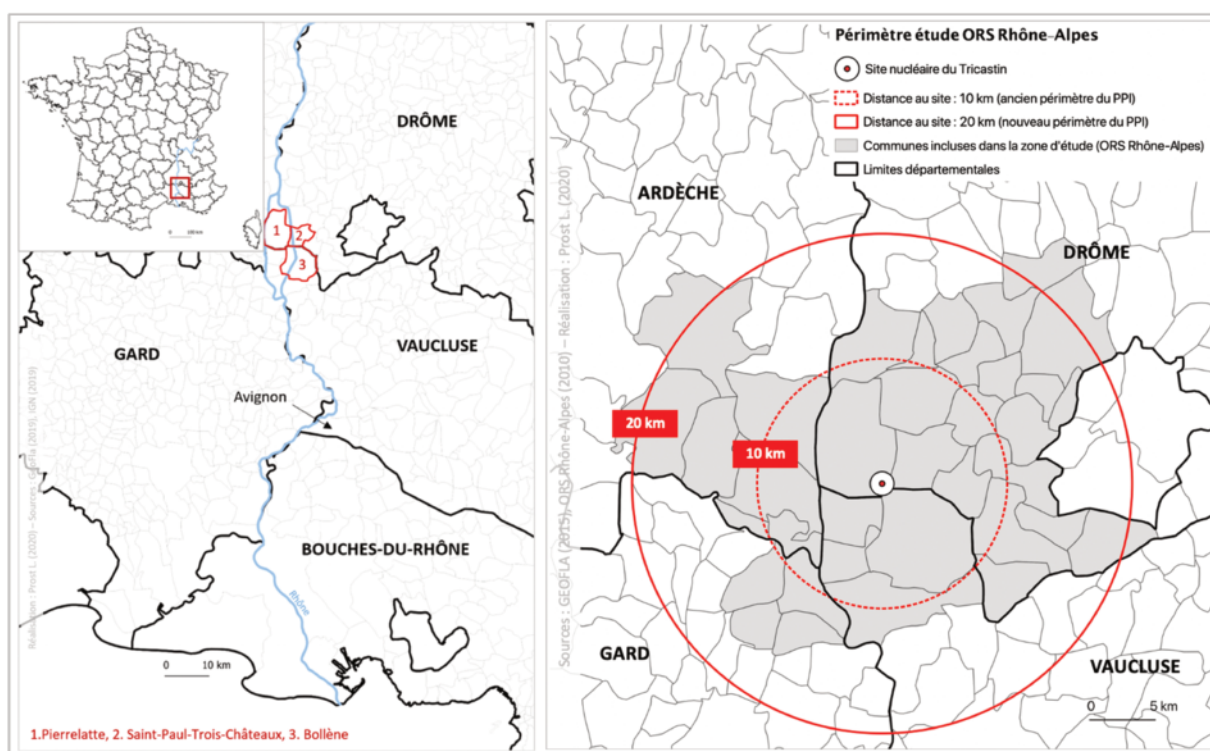 DRÔME
1
2
3
0 100 km
GARD
VAUCLUSE
Avignon
BOUCHES-DU-RHÔNE
Rhône
0 10 km
Réalisation : Prost L. (2020) – Sources : Geofla (2019), IGN (2019)
1.Pierrelatte, 2. Saint-Paul-Trois-Châteaux, 3. Bollène
Périmètre étude ORS Rhône-Alpes
Site nucléaire du Tricastin
Distance au site : 10 km (ancien périmètre du PPI)
Distance au site : 20 km (nouveau périmètre du PPI)
Communes incluses dans la zone d'étude (ORS Rhône-Alpes)
Limites départementales
ARDÈCHE
DRÔME
20 km
10 km
GARD
VAUCLUSE
0 5 km
Sources : GEOFLA (2015), ORS Rhône-Alpes (2010) – Réalisation : Prost L. (2020)